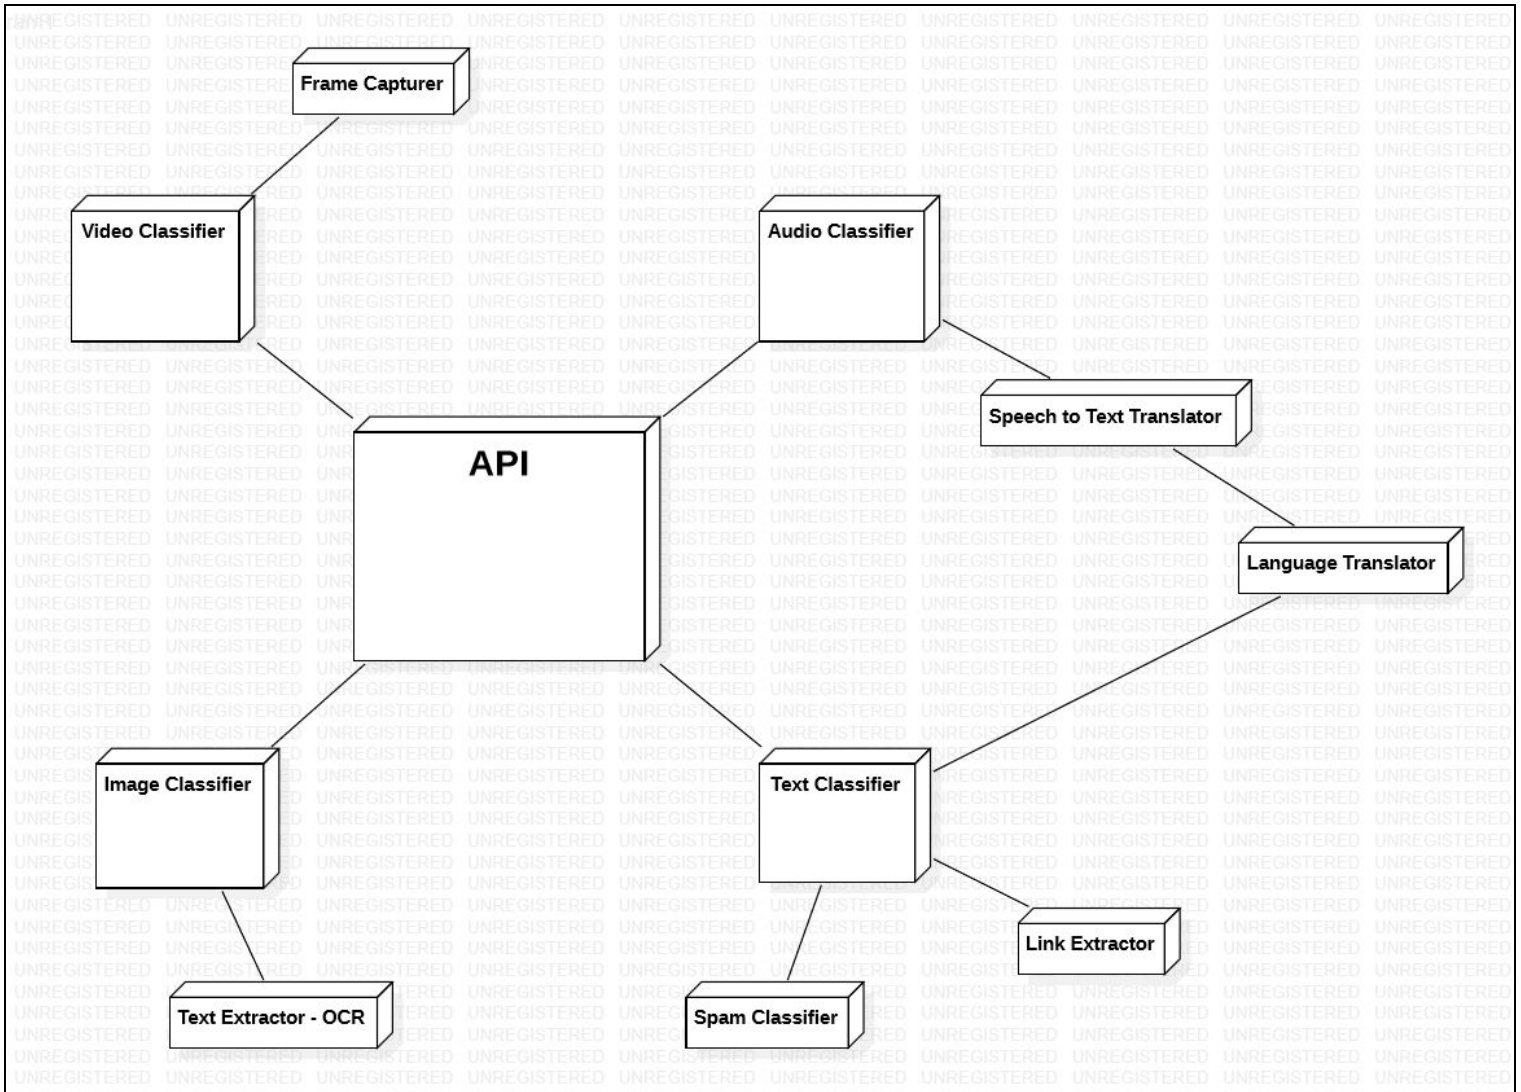 Frame Capturer
Video Classifier
Audio Classifier
Speech to Text Translator
API
Language Translator
Image Classifier
Text Classifier
Link Extractor
Text Extractor - OCR
Spam Classifier
UNREGISTERED